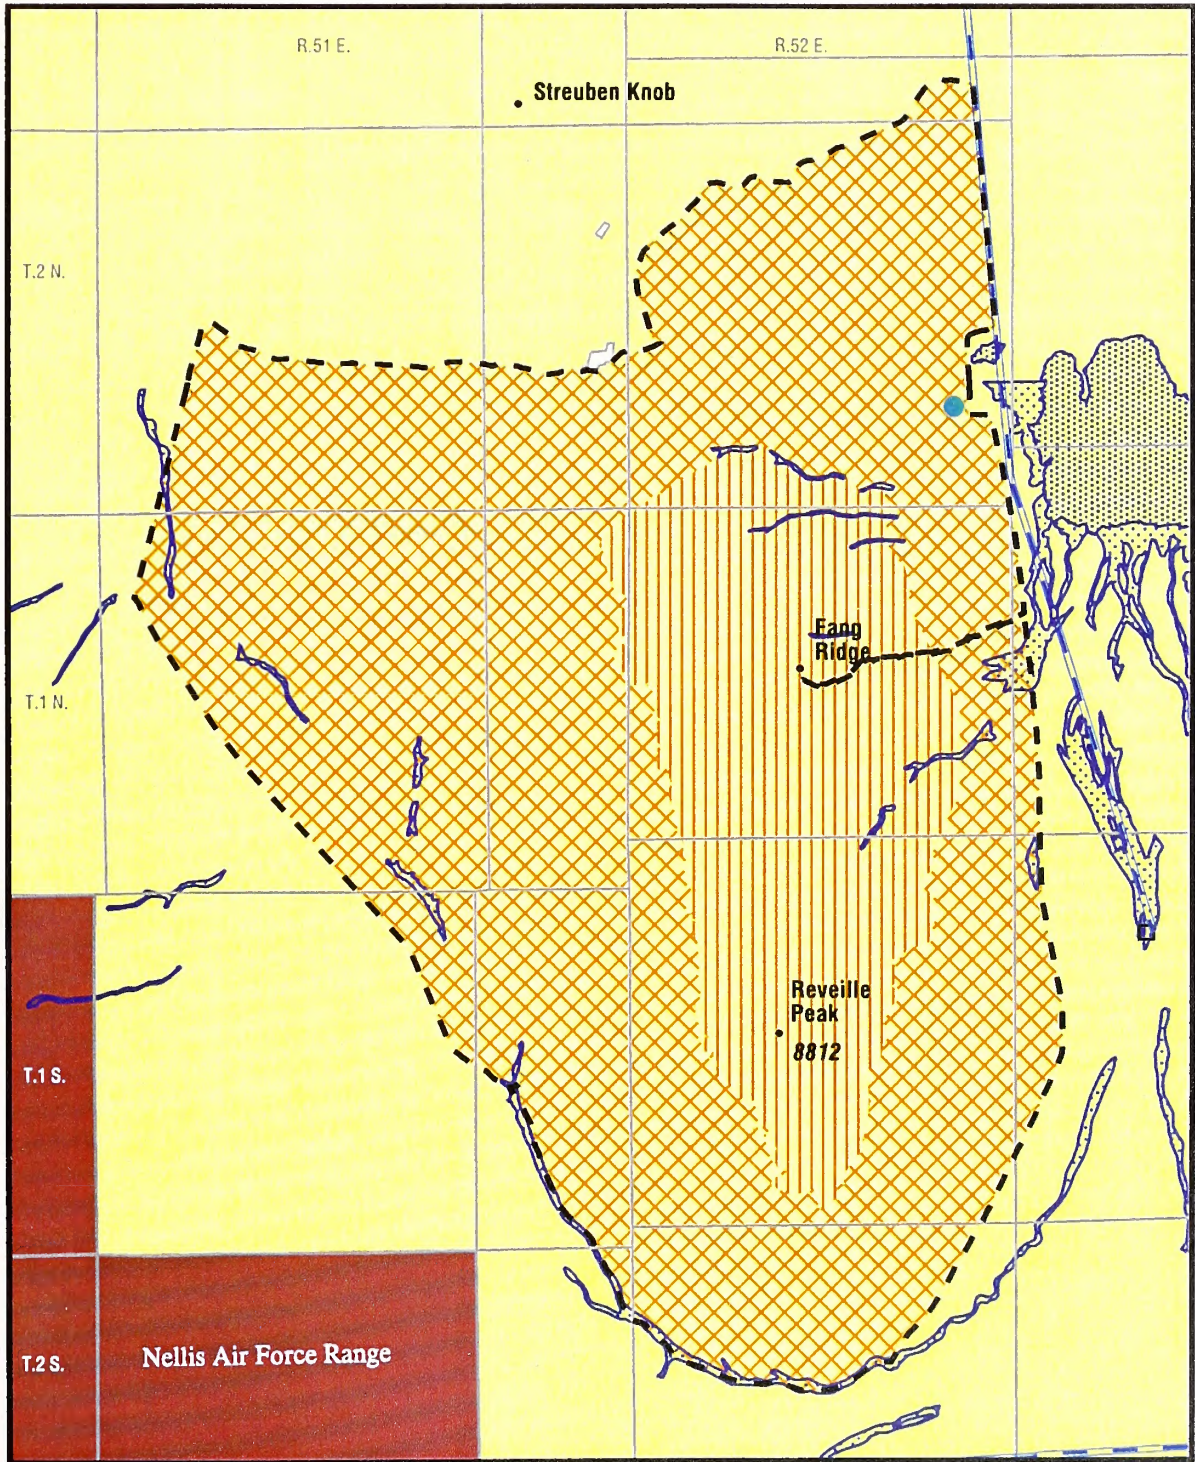 R.51 E.
R.52 E.
Streuben Knob
T.2 N.
Fang
Ridge
T.1 N.
Reveille
Peak
8812
T.1 S.
Nellis Air Force Range
T.2 S.